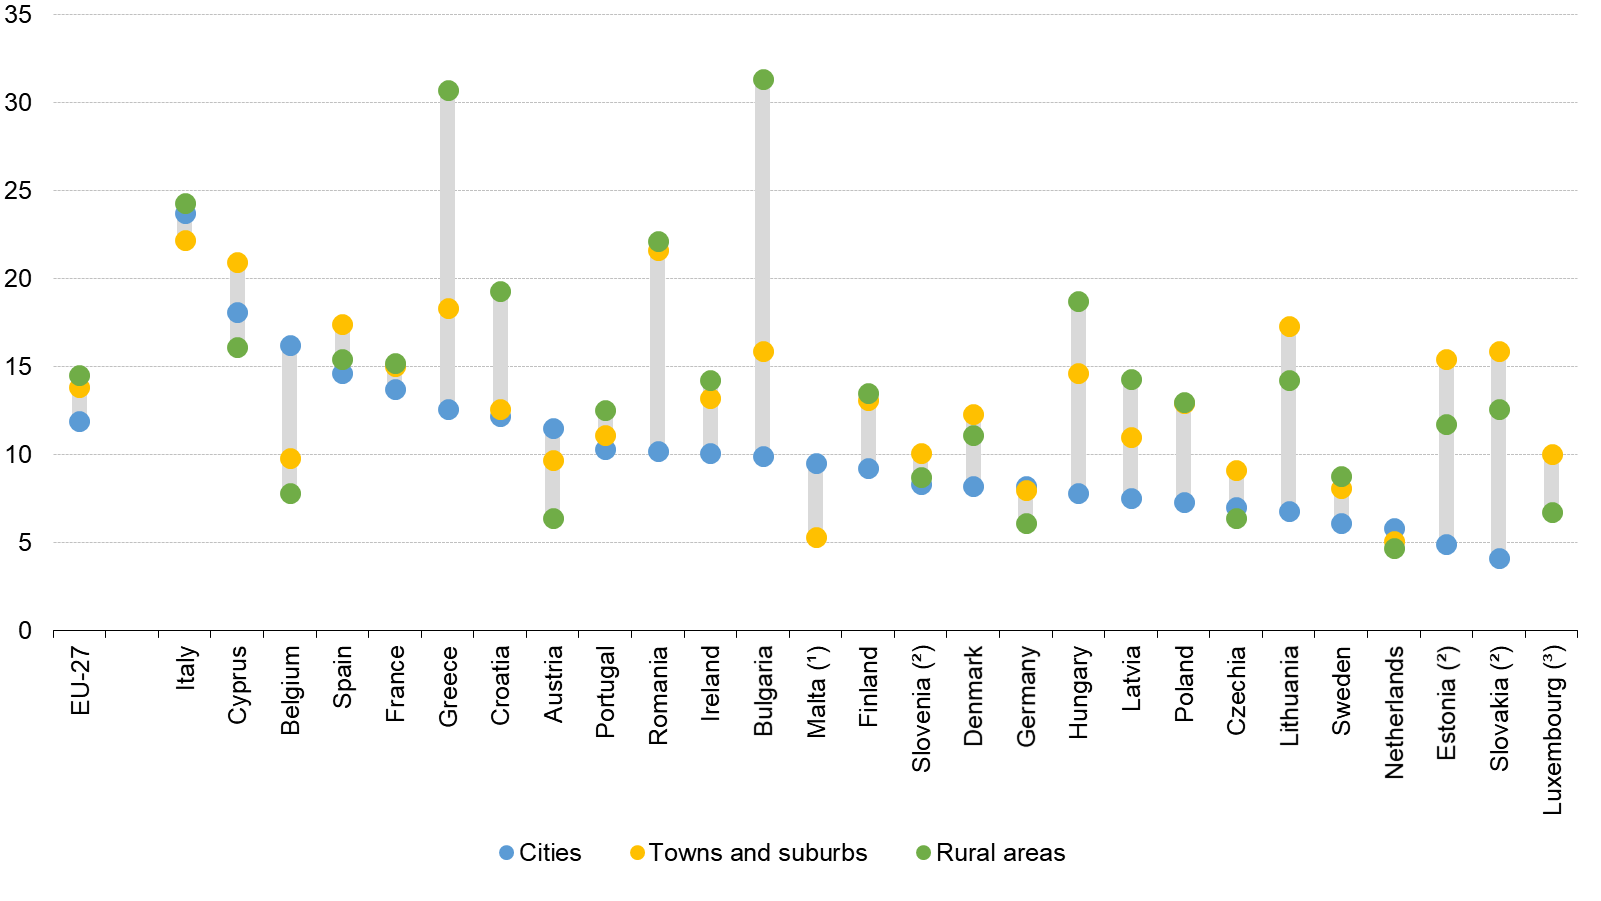 35
30
25
20
15
10
5
0
EU-27
Italy
Cyprus
Belgium
Spain
France
Greece
Croatia
Austria
Portugal
Romania
Ireland
Bulgaria
Malta (¹)
Finland
Slovenia (²)
Denmark
Germany
Hungary
Latvia
Poland
Czechia
Lithuania
Sweden
Netherlands
Estonia (²)
Slovakia (²)
Luxembourg (³)
Cities Towns and suburbs Rural areas